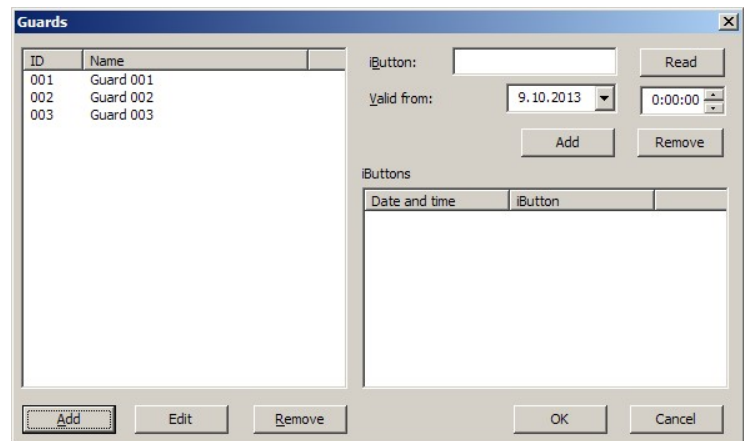 Guards
ID Name
001 Guard 001
002 Guard 002
003 Guard 003
Add Edit Remove
iButton: Read
Valid from: 9.10.2013 0:00:00
Add Remove
iButtons
Date and time iButton
OK Cancel